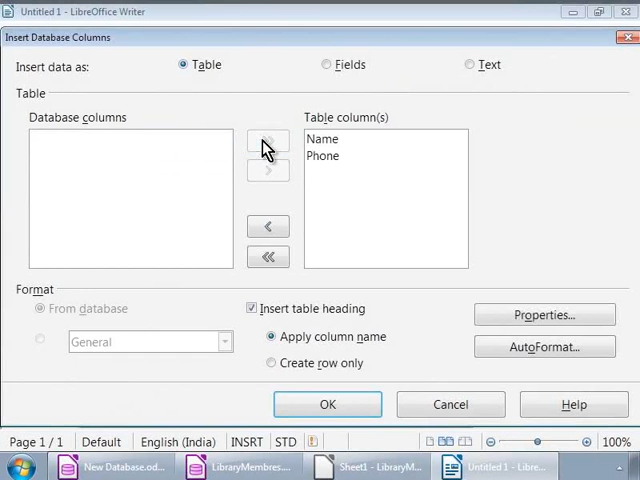 Untitled 1 - LibreOffice Writer
Insert Database Columns
Insert data as: Table Fields Text
Table
Database columns Table column(s)
Name
Phone
Format
From database Insert table heading Properties...
General Apply column name AutoFormat...
Create row only
OK Cancel Help
Page 1 / 1 Default English (India) INSRT STD 100%
New Database.od... LibraryMembres.... Sheet1 - LibraryM... Untitled 1 - Libre...